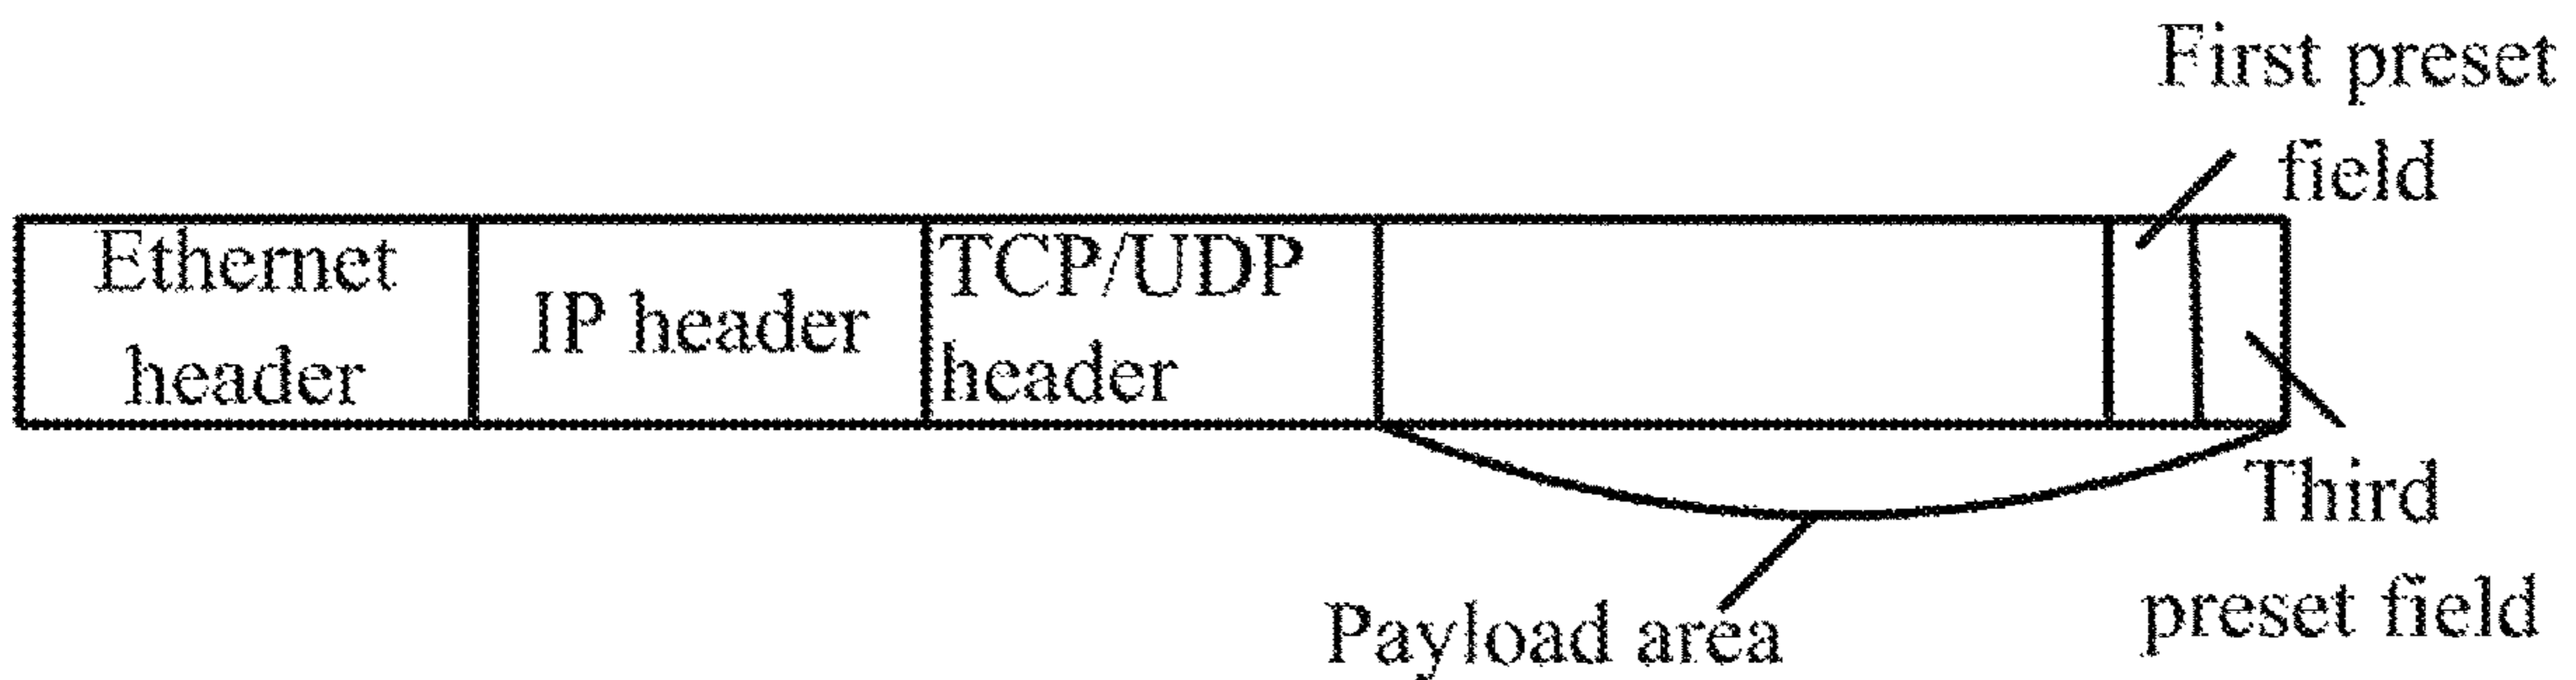 First preset
field
Ethernet
header
IP header
TCP/UDP
header
Third
preset field
Payload area